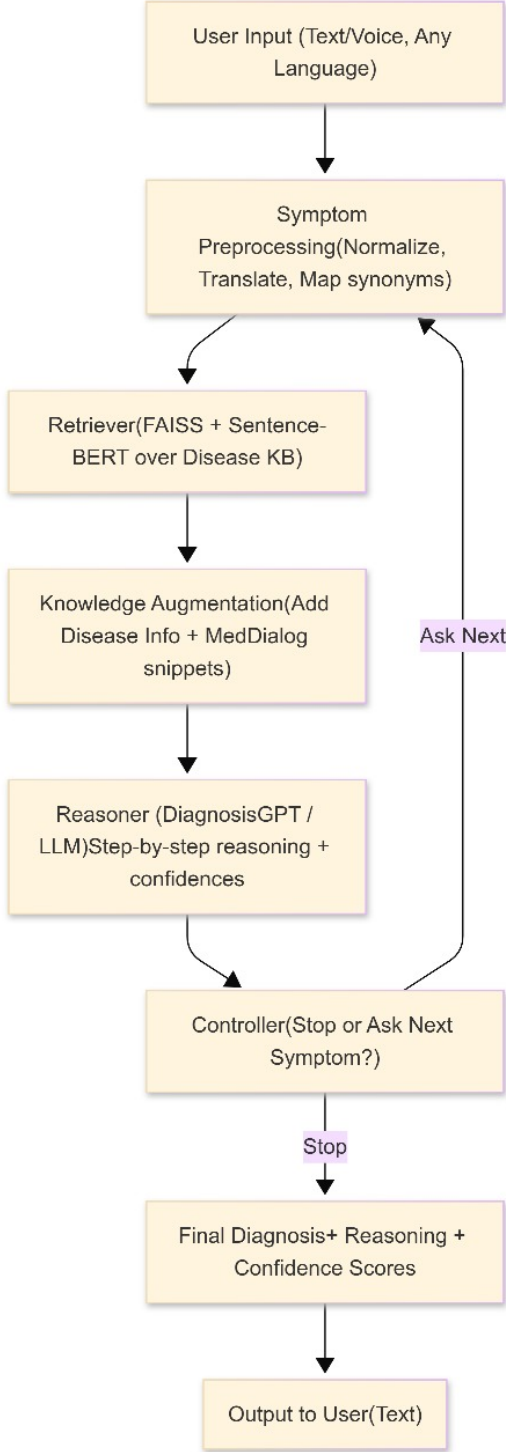 User Input (Text/Voice, Any
Language)
Symptom
Preprocessing(Normalize,
Translate, Map synonyms)
Retriever(FAISS + Sentence-
BERT over Disease KB)
Knowledge Augmentation(Add
Disease Info + MedDialog
snippets)
Ask Next
Reasoner (DiagnosisGPT /
LLM)Step-by-step reasoning +
confidences
Controller(Stop or Ask Next
Symptom?)
Stop
Final Diagnosis+ Reasoning +
Confidence Scores
Output to User(Text)